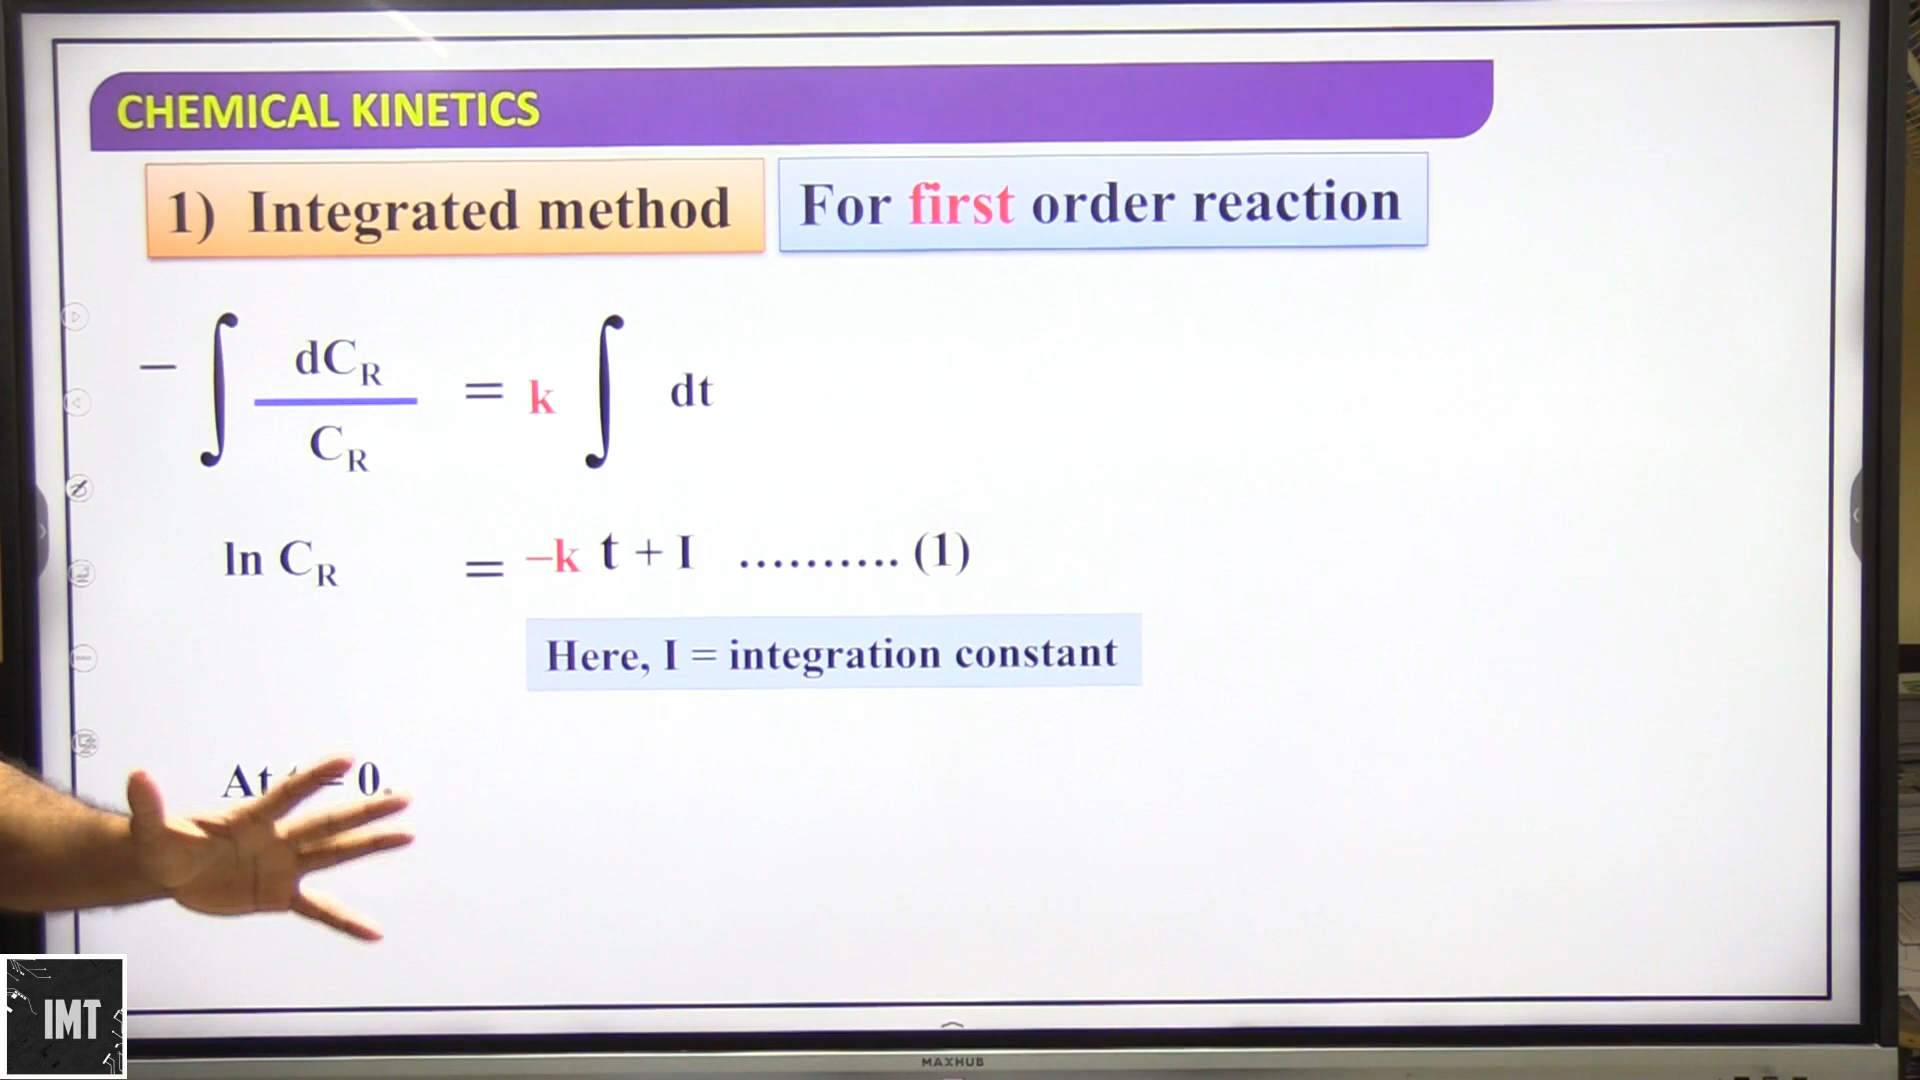 CHEMICAL KINETICS
1) Integrated method
For first order reaction
− ∫ dC_R / C_R = k ∫ dt
ln C_R = –k t + I .......... (1)
Here, I = integration constant
At = 0,
IMT
MAXHUB